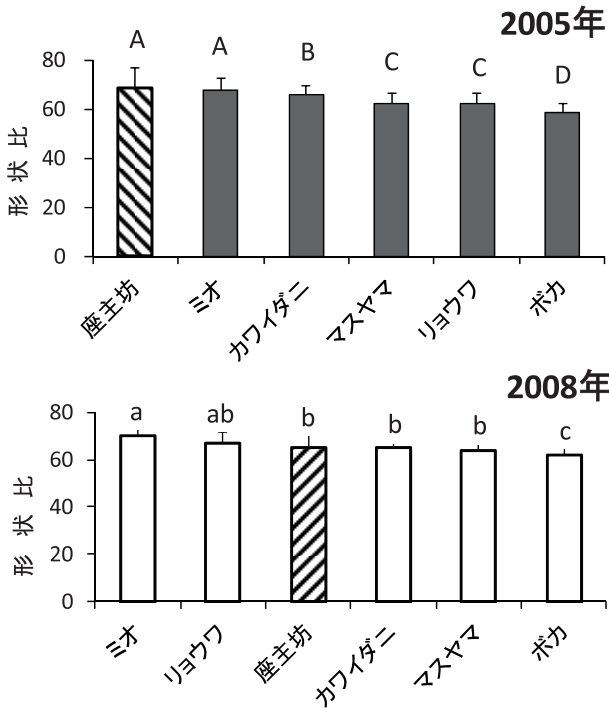 2005年
A A B C C D
形状比
80
60
40
20
0
座主坊 ミオ カワイダニ マスヤマ リョウワ ボカ
2008年
a ab b b b c
形状比
80
60
40
20
0
ミオ リョウワ 座主坊 カワイダニ マスヤマ ボカ